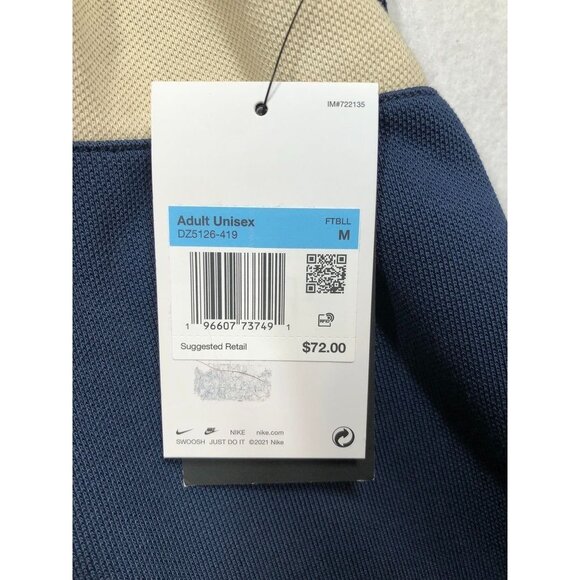 IM#722135
Adult Unisex FTBLL
DZ5126-419 M
1 96607 73749 1
RFID
Suggested Retail $72.00
NIKE nike.com
SWOOSH JUST DO IT ©2021 Nike